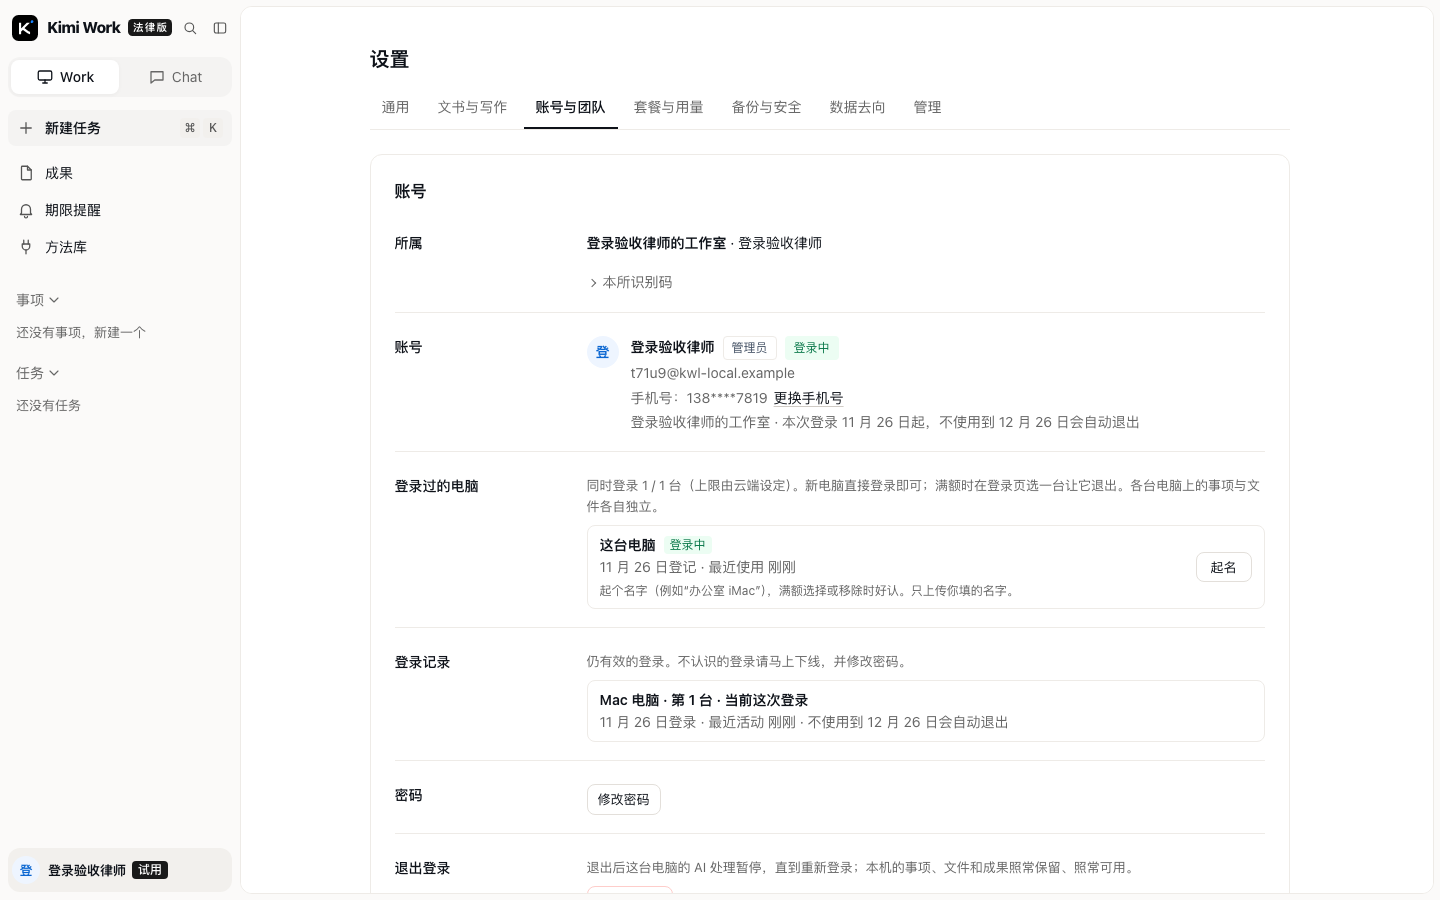 Kimi Work 法律版
Work
Chat
新建任务 ⌘ K
成果
期限提醒
方法库
事项
还没有事项，新建一个
任务
还没有任务
登 登录验收律师 试用
设置
通用 文书与写作 账号与团队 套餐与用量 备份与安全 数据去向 管理
账号
所属
登录验收律师的工作室 · 登录验收律师
本所识别码
账号
登 登录验收律师 管理员 登录中
t71u9@kwl-local.example
手机号：138****7819 更换手机号
登录验收律师的工作室 · 本次登录 11 月 26 日起，不使用到 12 月 26 日会自动退出
登录过的电脑
同时登录 1 / 1 台（上限由云端设定）。新电脑直接登录即可；满额时在登录页选一台让它退出。各台电脑上的事项与文
件各自独立。
这台电脑 登录中
11 月 26 日登记 · 最近使用 刚刚
起个名字（例如“办公室 iMac”），满额选择或移除时好认。只上传你填的名字。
起名
登录记录
仍有效的登录。不认识的登录请马上下线，并修改密码。
Mac 电脑 · 第 1 台 · 当前这次登录
11 月 26 日登录 · 最近活动 刚刚 · 不使用到 12 月 26 日会自动退出
密码
修改密码
退出登录
退出后这台电脑的 AI 处理暂停，直到重新登录；本机的事项、文件和成果照常保留、照常可用。